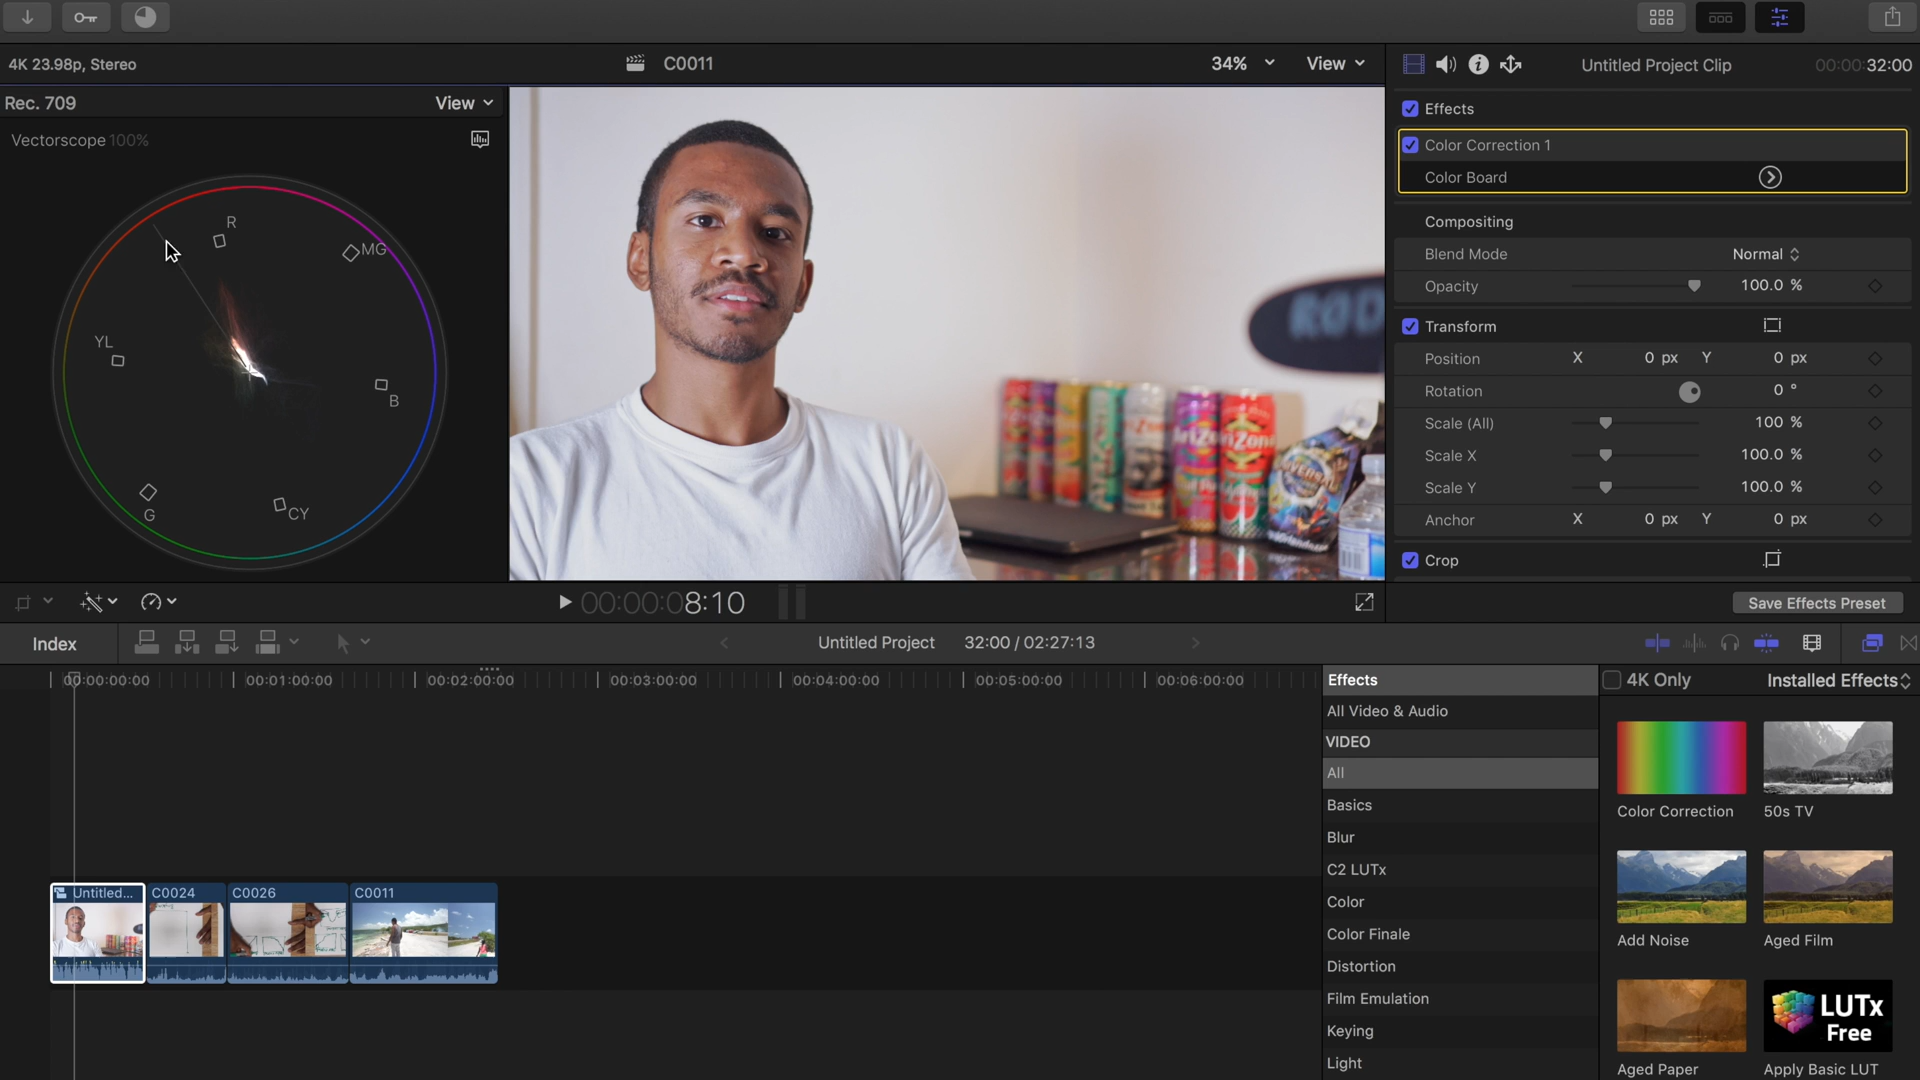 4K 23.98p, Stereo
C0011
34%
View
Untitled Project Clip
00:00:32:00
Rec. 709
View
Vectorscope 100%
R
MG
YL
B
G
CY
RØD
AriZona
AriZona
Effects
Color Correction 1
Color Board
Compositing
Blend Mode
Normal
Opacity
100.0 %
Transform
Position
X
0 px
Y
0 px
Rotation
0 °
Scale (All)
100 %
Scale X
100.0 %
Scale Y
100.0 %
Anchor
X
0 px
Y
0 px
Crop
00:00:08:10
Save Effects Preset
Index
Untitled Project
32:00 / 02:27:13
00:00:00:00
00:01:00:00
00:02:00:00
00:03:00:00
00:04:00:00
00:05:00:00
00:06:00:00
Untitled...
C0024
C0026
C0011
Effects
All Video & Audio
VIDEO
All
Basics
Blur
C2 LUTx
Color
Color Finale
Distortion
Film Emulation
Keying
Light
4K Only
Installed Effects
Color Correction
50s TV
Add Noise
Aged Film
LUTx
Free
Aged Paper
Apply Basic LUT